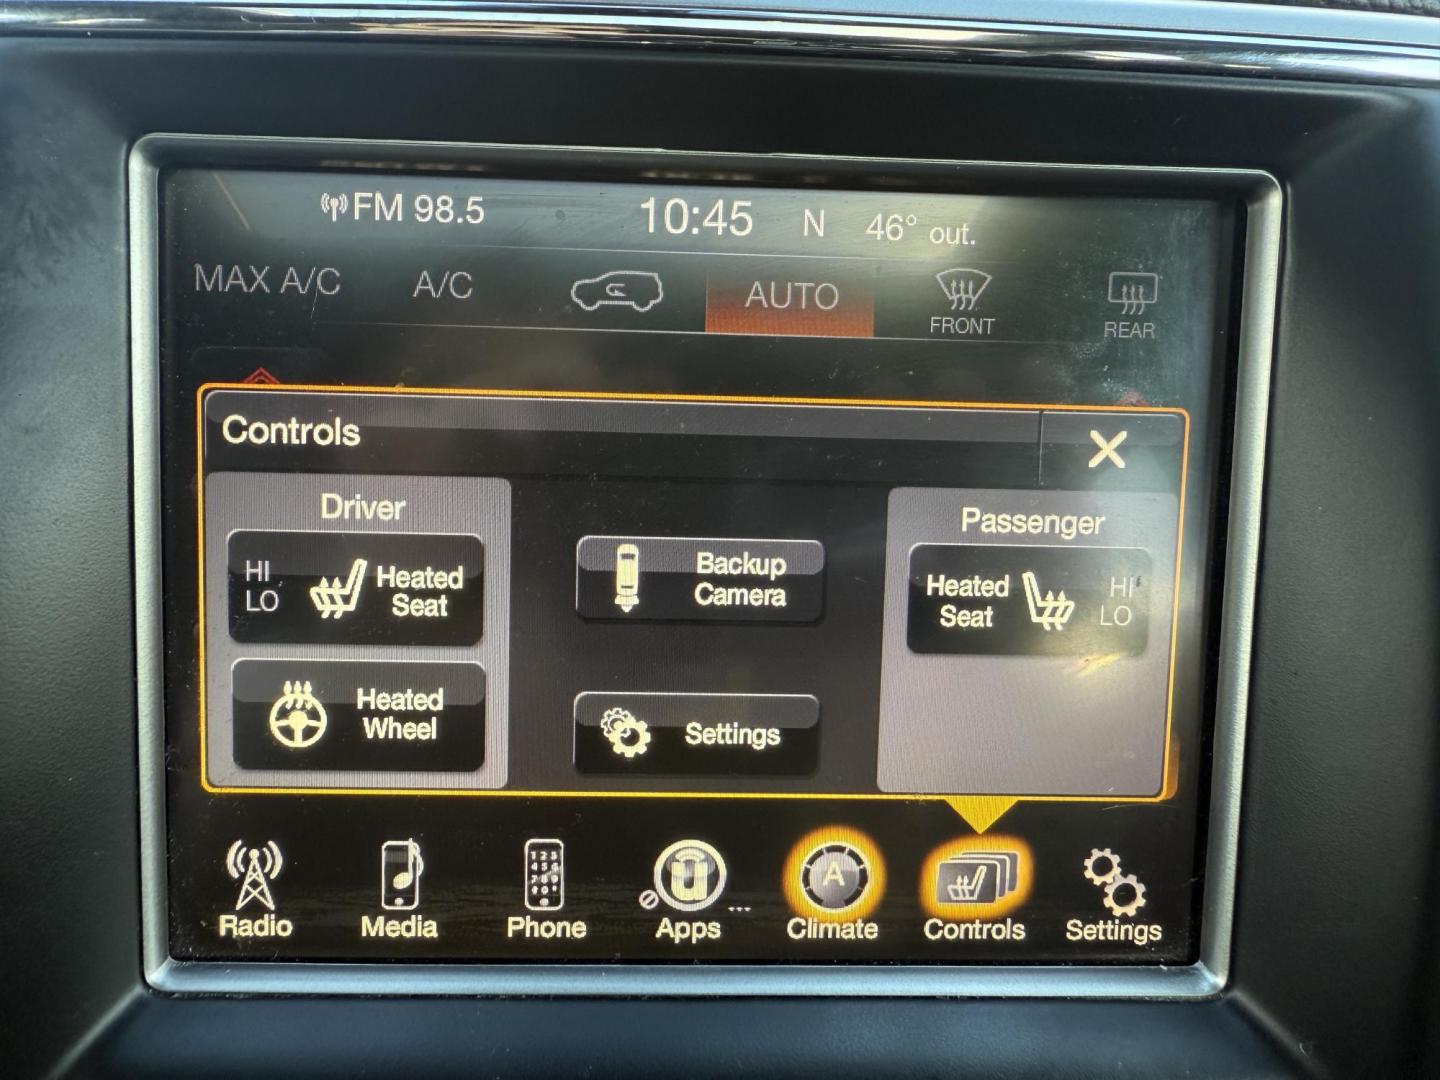 FM 98.5 10:45 N 46° out.
MAX A/C A/C AUTO FRONT REAR
Controls X
Driver
HI
LO
Heated
Seat
Heated
Wheel
Backup
Camera
Settings
Passenger
Heated
Seat
HI
LO
Radio Media Phone Apps ... Climate Controls Settings